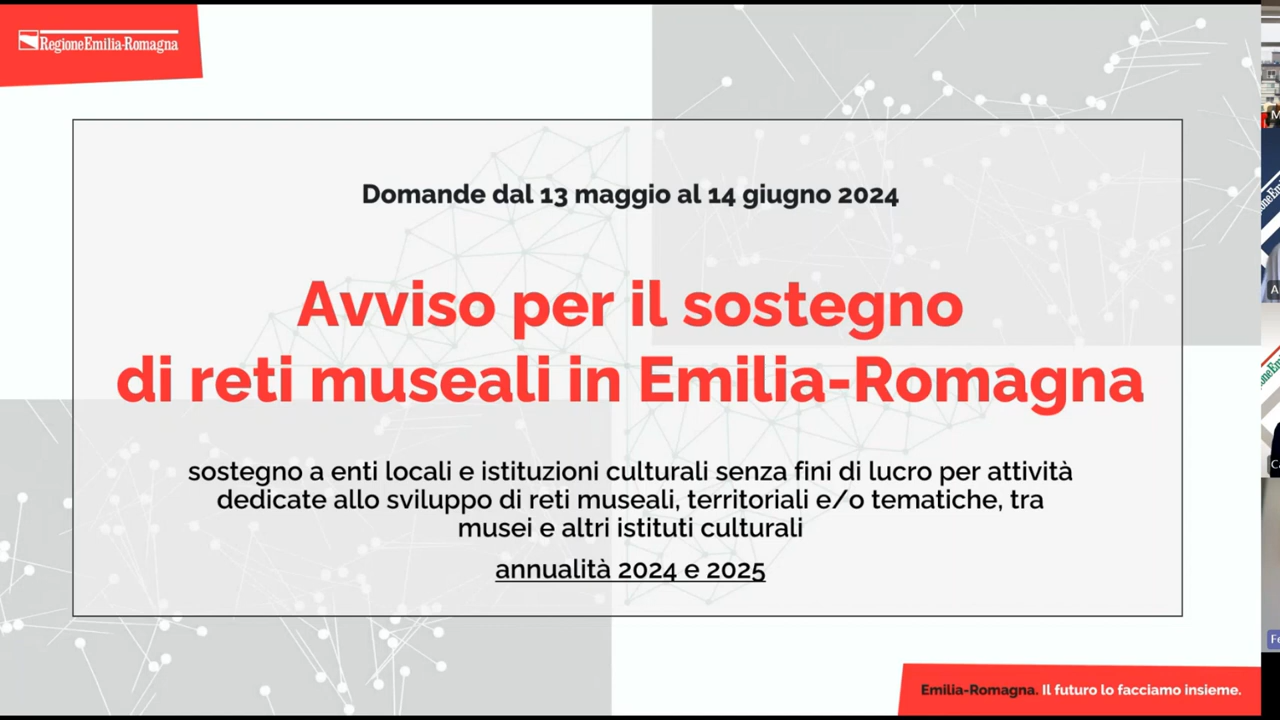 RegioneEmilia-Romagna
Domande dal 13 maggio al 14 giugno 2024
Avviso per il sostegno
di reti museali in Emilia-Romagna
sostegno a enti locali e istituzioni culturali senza fini di lucro per attività
dedicate allo sviluppo di reti museali, territoriali e/o tematiche, tra
musei e altri istituti culturali
annualità 2024 e 2025
Emilia-Romagna. Il futuro lo facciamo insieme.